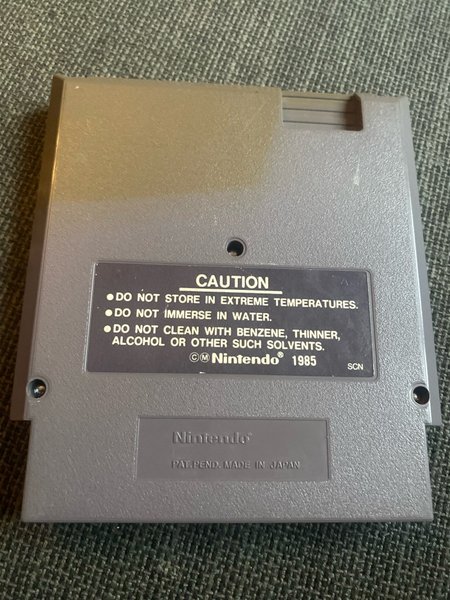 CAUTION
●DO NOT STORE IN EXTREME TEMPERATURES.
●DO NOT IMMERSE IN WATER.
●DO NOT CLEAN WITH BENZENE, THINNER,
ALCOHOL OR OTHER SUCH SOLVENTS.
©Ⓜ Nintendo® 1985 SCN
Nintendo®
PAT.PEND. MADE IN JAPAN